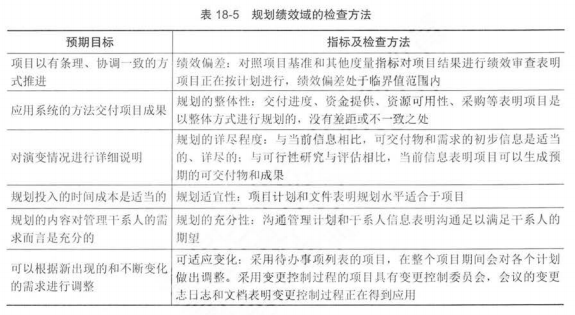 表 18-5 规划绩效域的检查方法
预期目标 指标及检查方法
项目以有条理、协调一致的方式推进
绩效偏差：对照项目基准和其他度量指标对项目结果进行绩效审查表明
项目正在按计划进行，绩效偏差处于临界值范围内
应用系统的方法交付项目成果
规划的整体性：交付进度、资金提供、资源可用性、采购等表明项目是
以整体方式进行规划的，没有差距或不一致之处
对演变情况进行详细说明
规划的详尽程度：与当前信息相比，可交付物和需求的初步信息是适当
的、详尽的；与可行性研究与评估相比，当前信息表明项目可以生成预
期的可交付物和成果
规划投入的时间成本是适当的
规划适宜性：项目计划和文件表明规划水平适合于项目
规划的内容对管理干系人的需
求而言是充分的
规划的充分性：沟通管理计划和干系人信息表明沟通足以满足干系人的
期望
可以根据新出现的和不断变化
的需求进行调整
可适应变化：采用待办事项列表的项目，在整个项目期间会对各个计划
做出调整。采用变更控制过程的项目具有变更控制委员会，会议的变更
志日志和文档表明变更控制过程正在得到应用